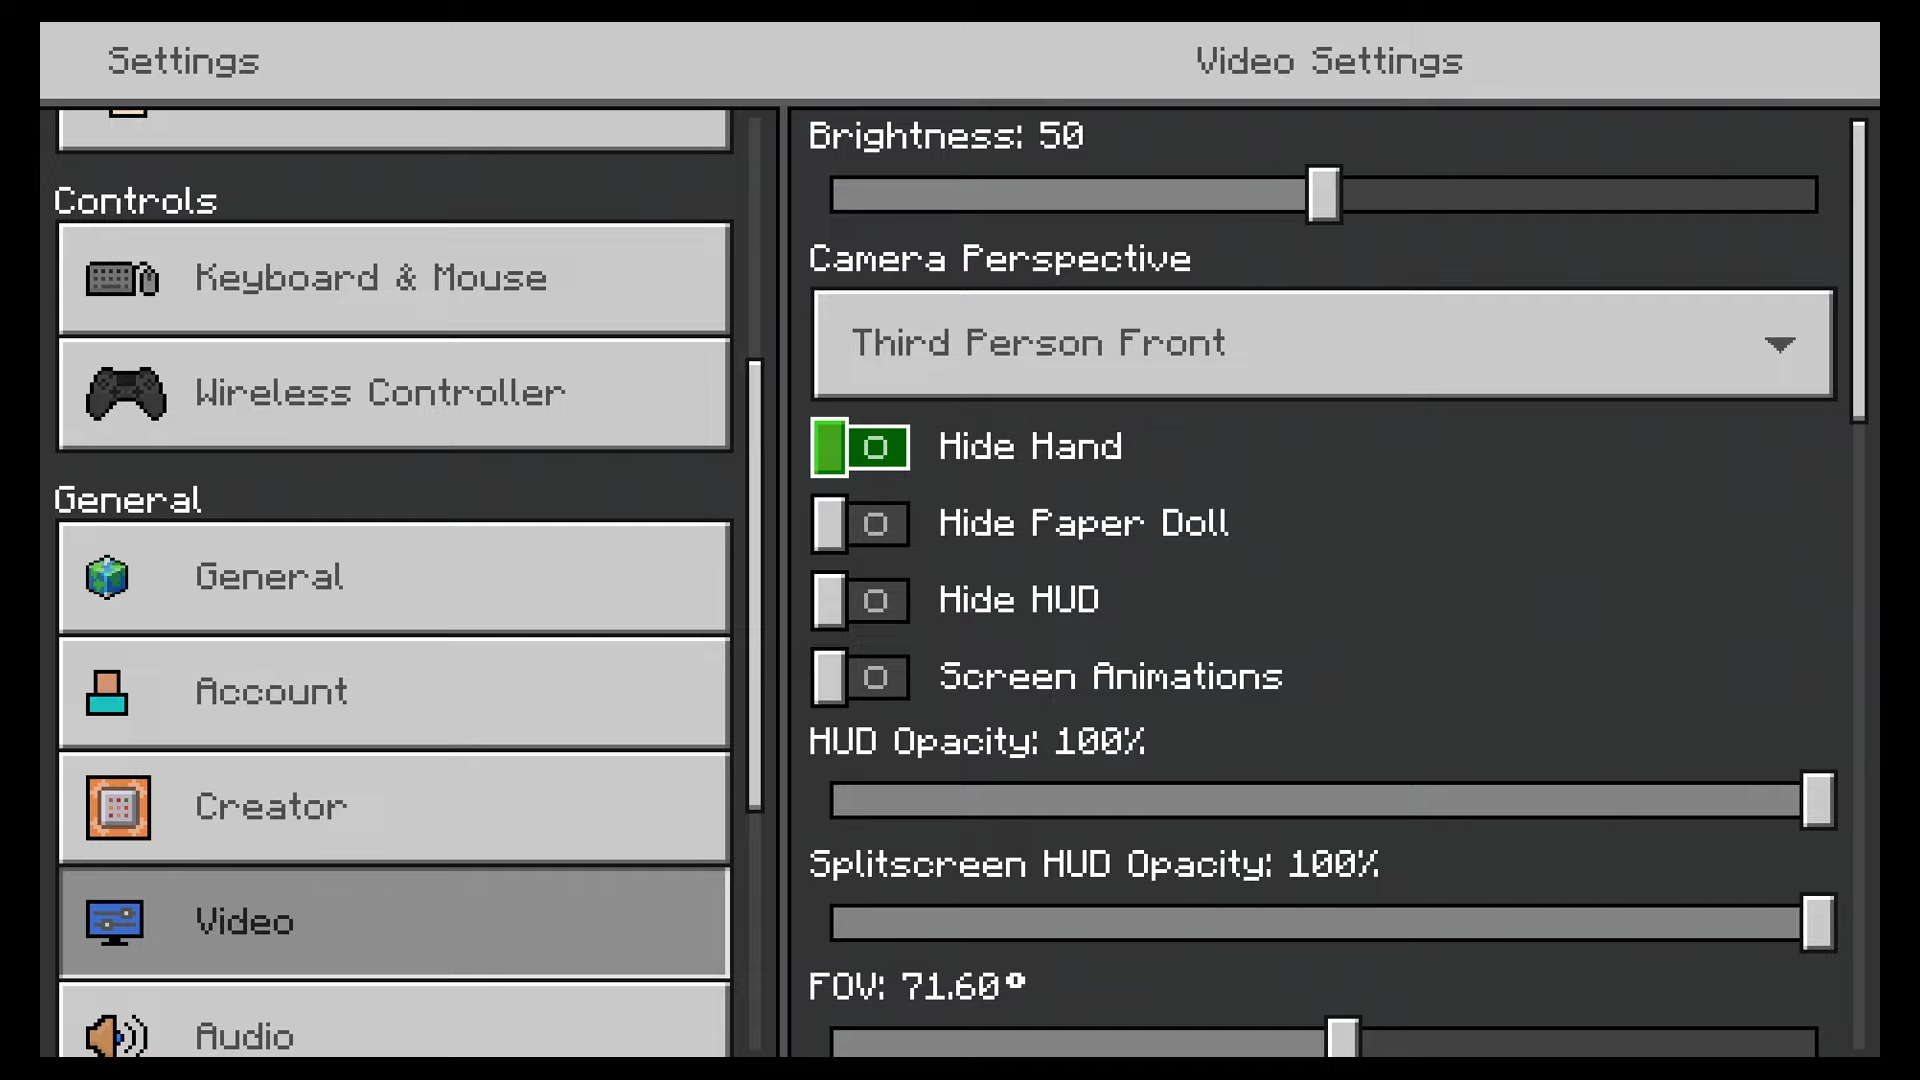 Settings
Video Settings
Controls
Keyboard & Mouse
Wireless Controller
General
General
Account
Creator
Video
Audio
Brightness: 50
Camera Perspective
Third Person Front
Hide Hand
Hide Paper Doll
Hide HUD
Screen Animations
HUD Opacity: 100%
Splitscreen HUD Opacity: 100%
FOV: 71.60°